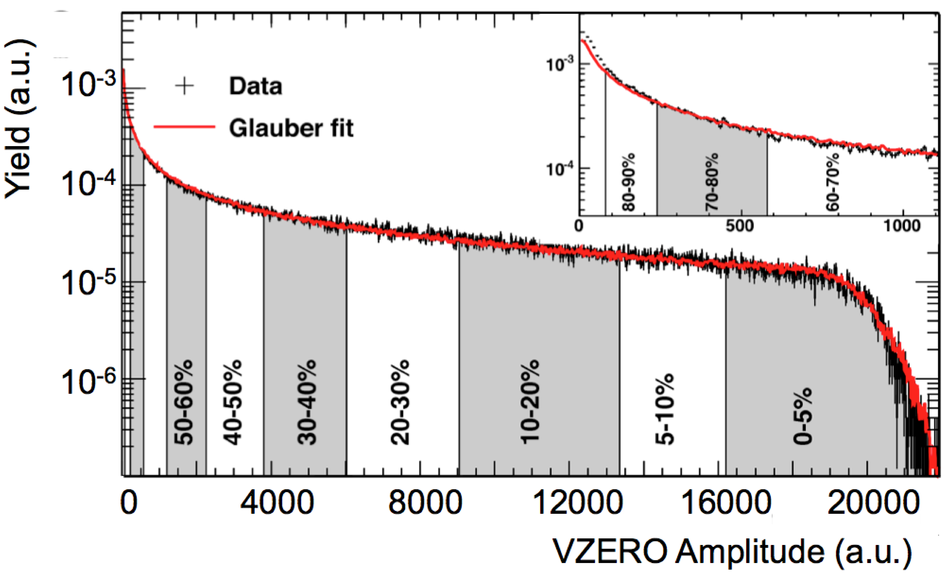 Yield (a.u.)
10-3
10-4
10-5
10-6
Data
Glauber fit
10-3
10-4
80-90%
70-80%
60-70%
0 500 1000
50-60%
40-50%
30-40%
20-30%
10-20%
5-10%
0-5%
0 4000 8000 12000 16000 20000
VZERO Amplitude (a.u.)